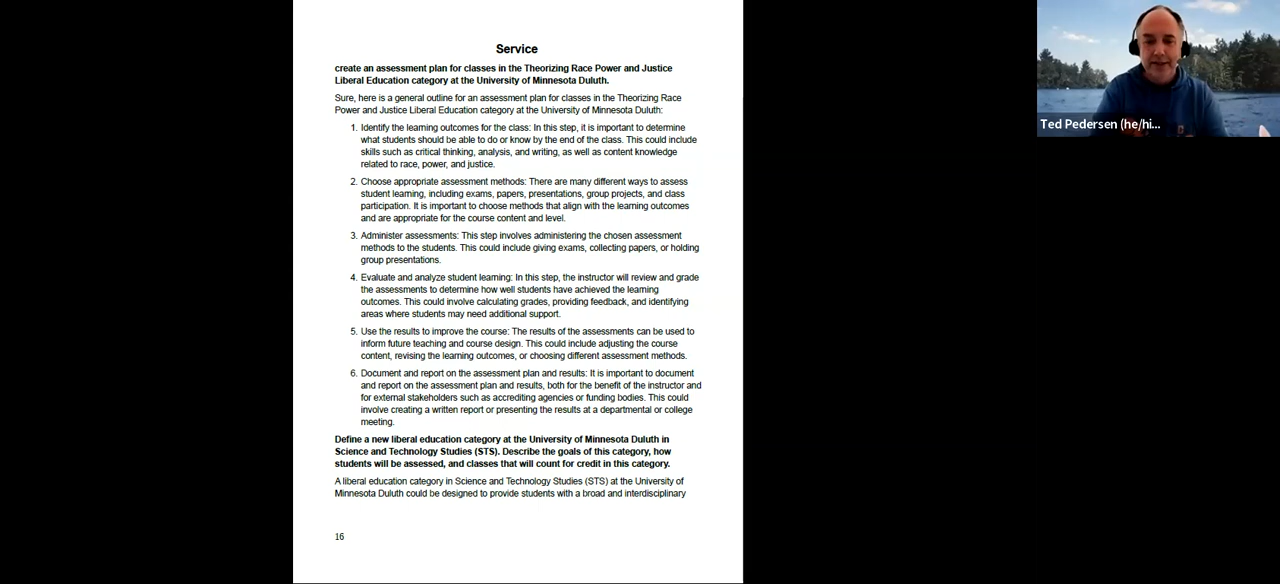 Service
create an assessment plan for classes in the Theorizing Race Power and Justice
Liberal Education category at the University of Minnesota Duluth.
Sure, here is a general outline for an assessment plan for classes in the Theorizing Race
Power and Justice Liberal Education category at the University of Minnesota Duluth:
1. Identify the learning outcomes for the class: In this step, it is important to determine
what students should be able to do or know by the end of the class. This could include
skills such as critical thinking, analysis, and writing, as well as content knowledge
related to race, power, and justice.
2. Choose appropriate assessment methods: There are many different ways to assess
student learning, including exams, papers, presentations, group projects, and class
participation. It is important to choose methods that align with the learning outcomes
and are appropriate for the course content and level.
3. Administer assessments: This step involves administering the chosen assessment
methods to the students. This could include giving exams, collecting papers, or holding
group presentations.
4. Evaluate and analyze student learning: In this step, the instructor will review and grade
the assessments to determine how well students have achieved the learning
outcomes. This could involve calculating grades, providing feedback, and identifying
areas where students may need additional support.
5. Use the results to improve the course: The results of the assessments can be used to
inform future teaching and course design. This could include adjusting the course
content, revising the learning outcomes, or choosing different assessment methods.
6. Document and report on the assessment plan and results: It is important to document
and report on the assessment plan and results, both for the benefit of the instructor and
for external stakeholders such as accrediting agencies or funding bodies. This could
involve creating a written report or presenting the results at a departmental or college
meeting.
Define a new liberal education category at the University of Minnesota Duluth in
Science and Technology Studies (STS). Describe the goals of this category, how
students will be assessed, and classes that will count for credit in this category.
A liberal education category in Science and Technology Studies (STS) at the University of
Minnesota Duluth could be designed to provide students with a broad and interdisciplinary
16
Ted Pedersen (he/hi...